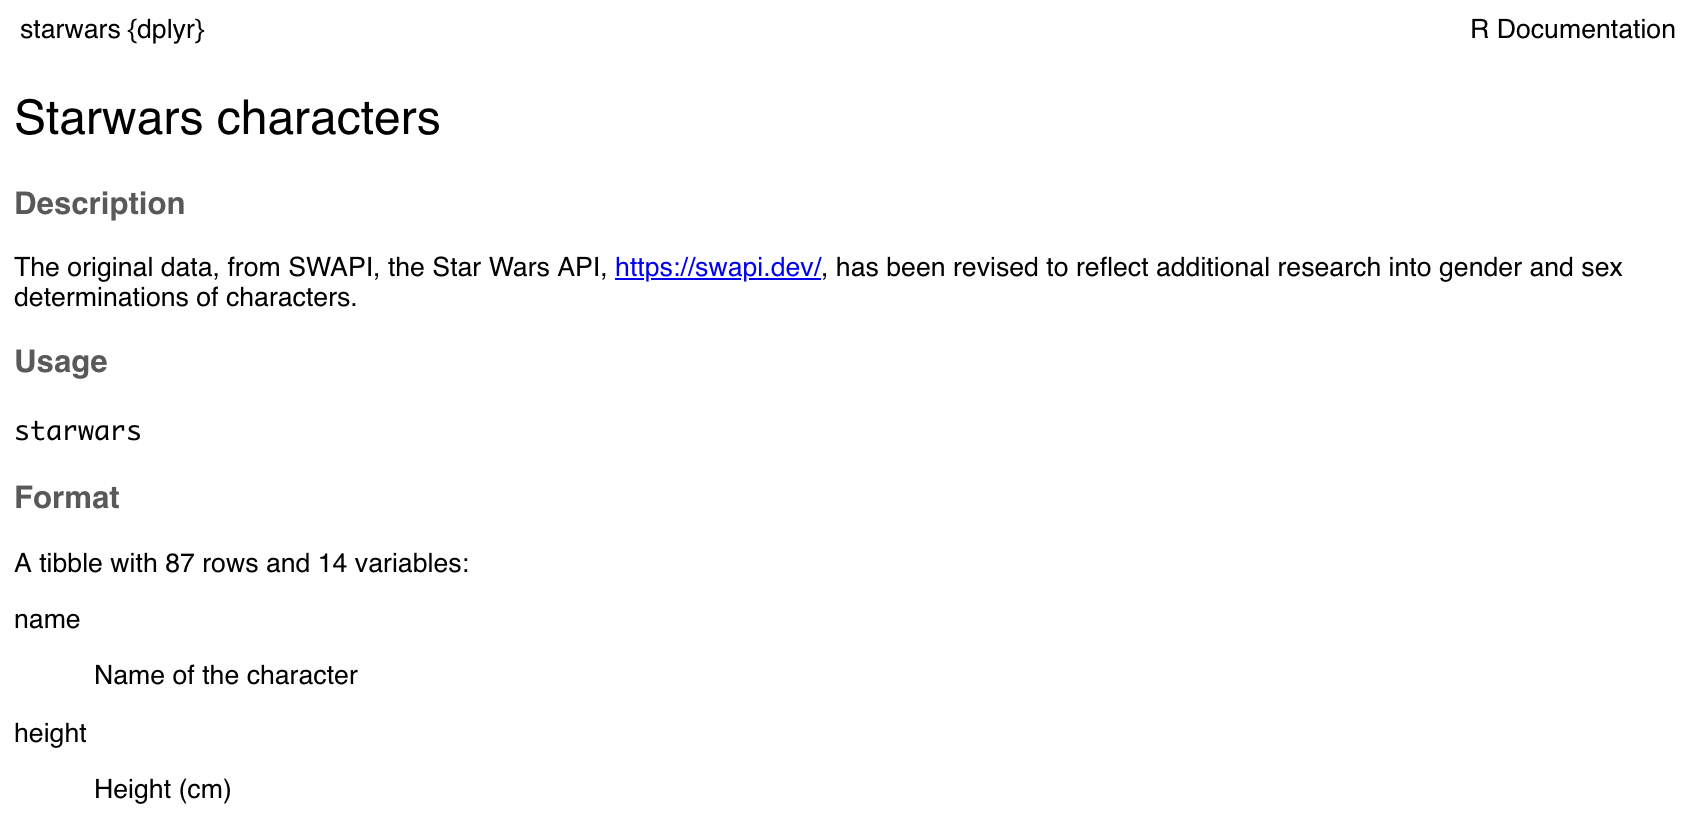 starwars {dplyr} R Documentation
Starwars characters
Description
The original data, from SWAPI, the Star Wars API, https://swapi.dev/, has been revised to reflect additional research into gender and sex
determinations of characters.
Usage
starwars
Format
A tibble with 87 rows and 14 variables:
name
Name of the character
height
Height (cm)